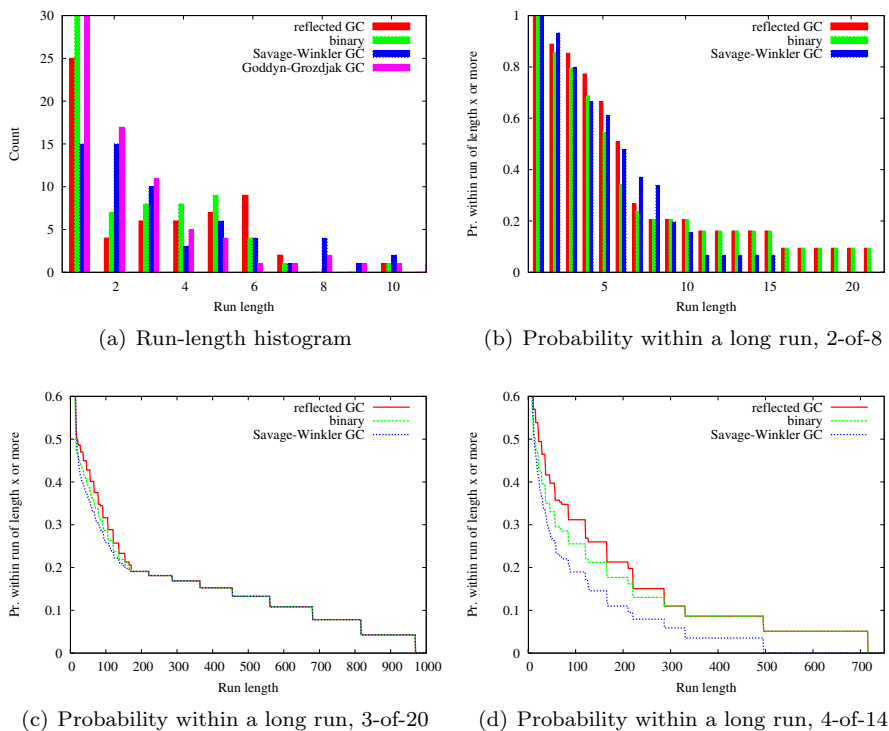 reflected GC
binary
Savage-Winkler GC
Goddyn-Grozdjak GC
Count
30
25
20
15
10
5
0
2 4 6 8 10
Run length
(a) Run-length histogram
reflected GC
binary
Savage-Winkler GC
Pr. within run of length x or more
1
0.8
0.6
0.4
0.2
0
5 10 15 20
Run length
(b) Probability within a long run, 2-of-8
reflected GC
binary
Savage-Winkler GC
Pr. within run of length x or more
0.6
0.5
0.4
0.3
0.2
0.1
0
0 100 200 300 400 500 600 700 800 900 1000
Run length
(c) Probability within a long run, 3-of-20
reflected GC
binary
Savage-Winkler GC
Pr. within run of length x or more
0.6
0.5
0.4
0.3
0.2
0.1
0
0 100 200 300 400 500 600 700
Run length
(d) Probability within a long run, 4-of-14